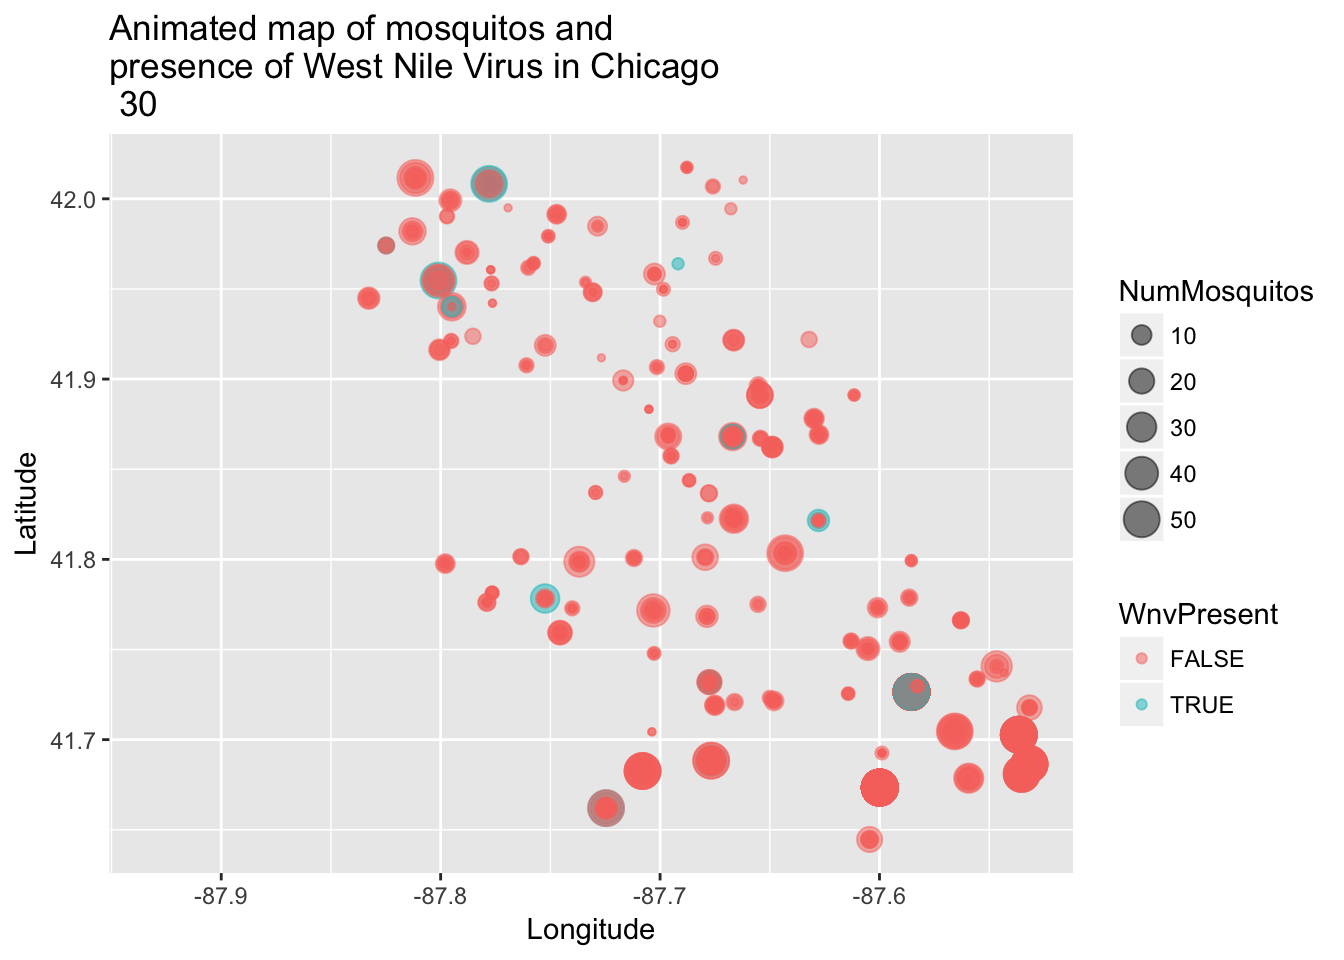 Animated map of mosquitos and
presence of West Nile Virus in Chicago
30
42.0
41.9
41.8
41.7
Latitude
-87.9
-87.8
-87.7
-87.6
Longitude
NumMosquitos
10
20
30
40
50
WnvPresent
FALSE
TRUE